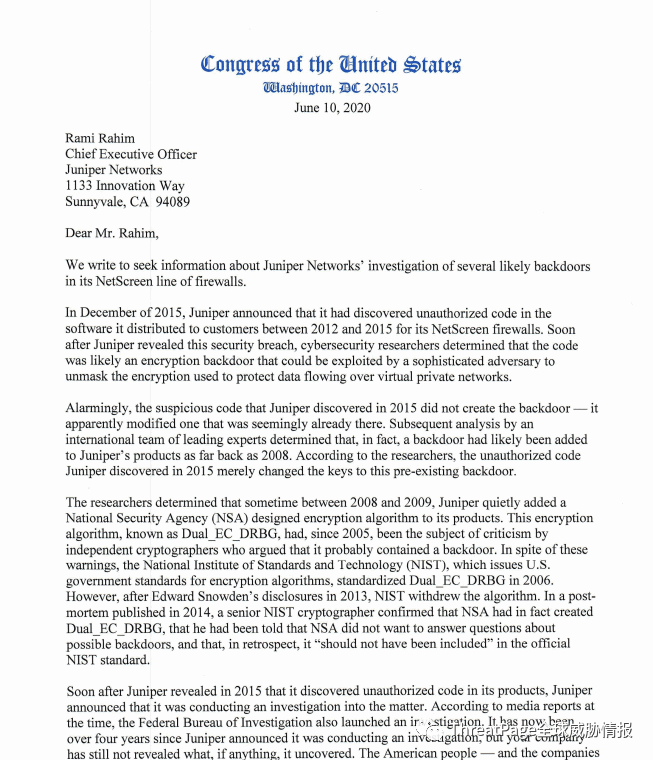 Congress of the United States
Washington, DC 20515
June 10, 2020
Rami Rahim
Chief Executive Officer
Juniper Networks
1133 Innovation Way
Sunnyvale, CA  94089
Dear Mr. Rahim,
We write to seek information about Juniper Networks’ investigation of several likely backdoors
in its NetScreen line of firewalls.
In December of 2015, Juniper announced that it had discovered unauthorized code in the
software it distributed to customers between 2012 and 2015 for its NetScreen firewalls. Soon
after Juniper revealed this security breach, cybersecurity researchers determined that the code
was likely an encryption backdoor that could be exploited by a sophisticated adversary to
unmask the encryption used to protect data flowing over virtual private networks.
Alarmingly, the suspicious code that Juniper discovered in 2015 did not create the backdoor — it
apparently modified one that was seemingly already there. Subsequent analysis by an
international team of leading experts determined that, in fact, a backdoor had likely been added
to Juniper’s products as far back as 2008. According to the researchers, the unauthorized code
Juniper discovered in 2015 merely changed the keys to this pre-existing backdoor.
The researchers determined that sometime between 2008 and 2009, Juniper quietly added a
National Security Agency (NSA) designed encryption algorithm to its products. This encryption
algorithm, known as Dual_EC_DRBG, had, since 2005, been the subject of criticism by
independent cryptographers who argued that it probably contained a backdoor. In spite of these
warnings, the National Institute of Standards and Technology (NIST), which issues U.S.
government standards for encryption algorithms, standardized Dual_EC_DRBG in 2006.
However, after Edward Snowden’s disclosures in 2013, NIST withdrew the algorithm. In a post-
mortem published in 2014, a senior NIST cryptographer confirmed that NSA had in fact created
Dual_EC_DRBG, that he had been told that NSA did not want to answer questions about
possible backdoors, and that, in retrospect, it “should not have been included” in the official
NIST standard.
Soon after Juniper revealed in 2015 that it discovered unauthorized code in its products, Juniper
announced that it was conducting an investigation into the matter. According to media reports at
the time, the Federal Bureau of Investigation also launched an investigation. It has now been
over four years since Juniper announced it was conducting an investigation, but your company
has still not revealed what, if anything, it uncovered. The American people — and the companies
ThreatPage全球威胁情报